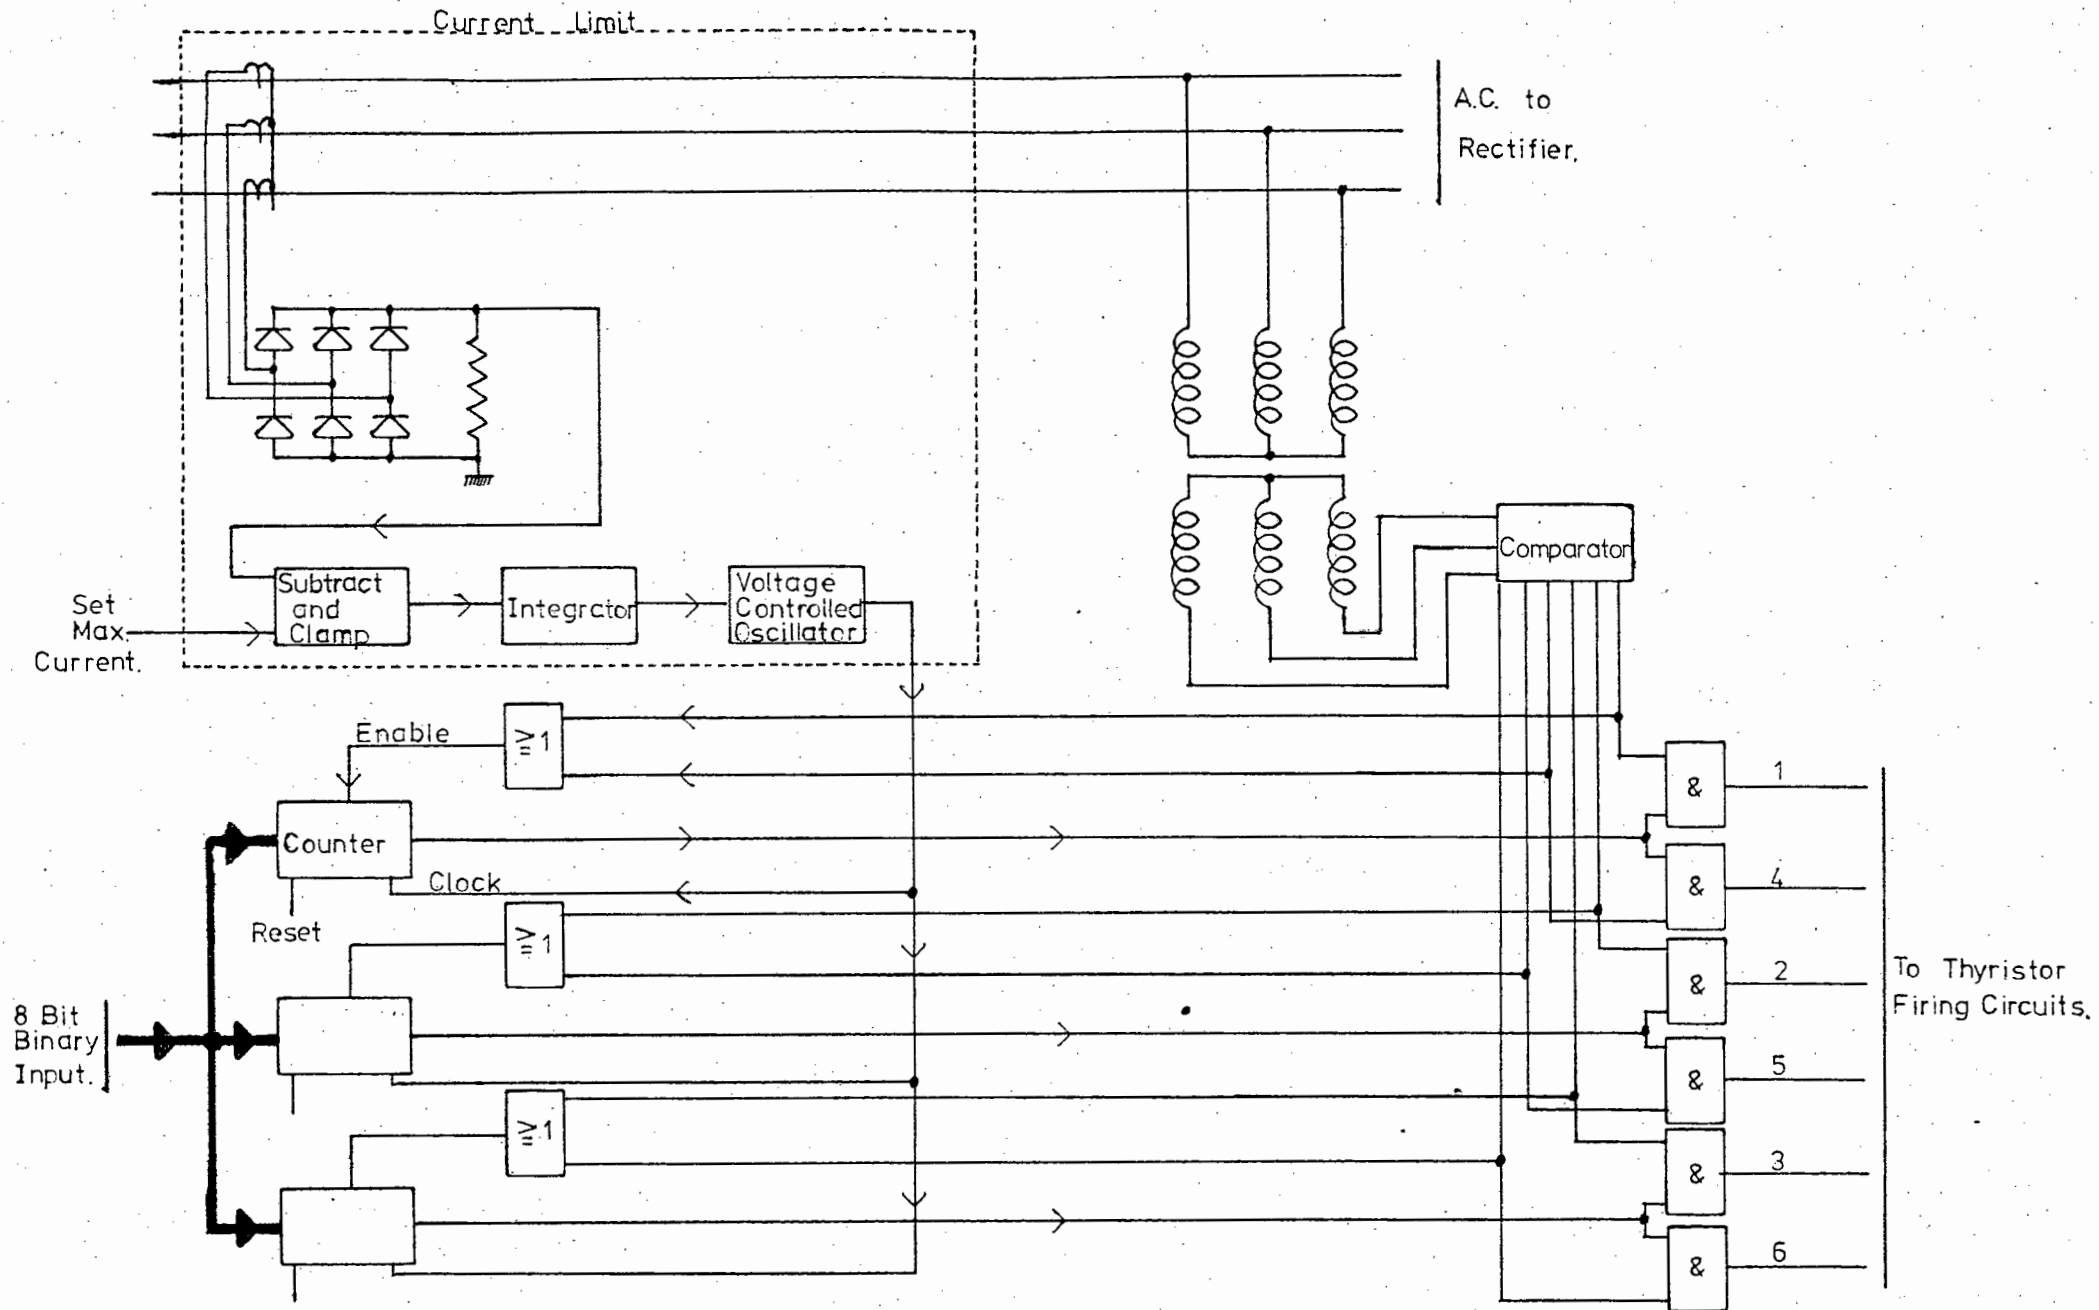 Current Limit
A.C. to
Rectifier.
Comparator
Subtract
and
Clamp
Integrator
Voltage
Controlled
Oscillator
Set
Max.
Current.
Enable
≥1
&
1
Counter
Clock
&
4
Reset
≥1
&
2
To Thyristor
Firing Circuits.
8 Bit
Binary
Input.
&
5
≥1
&
3
&
6